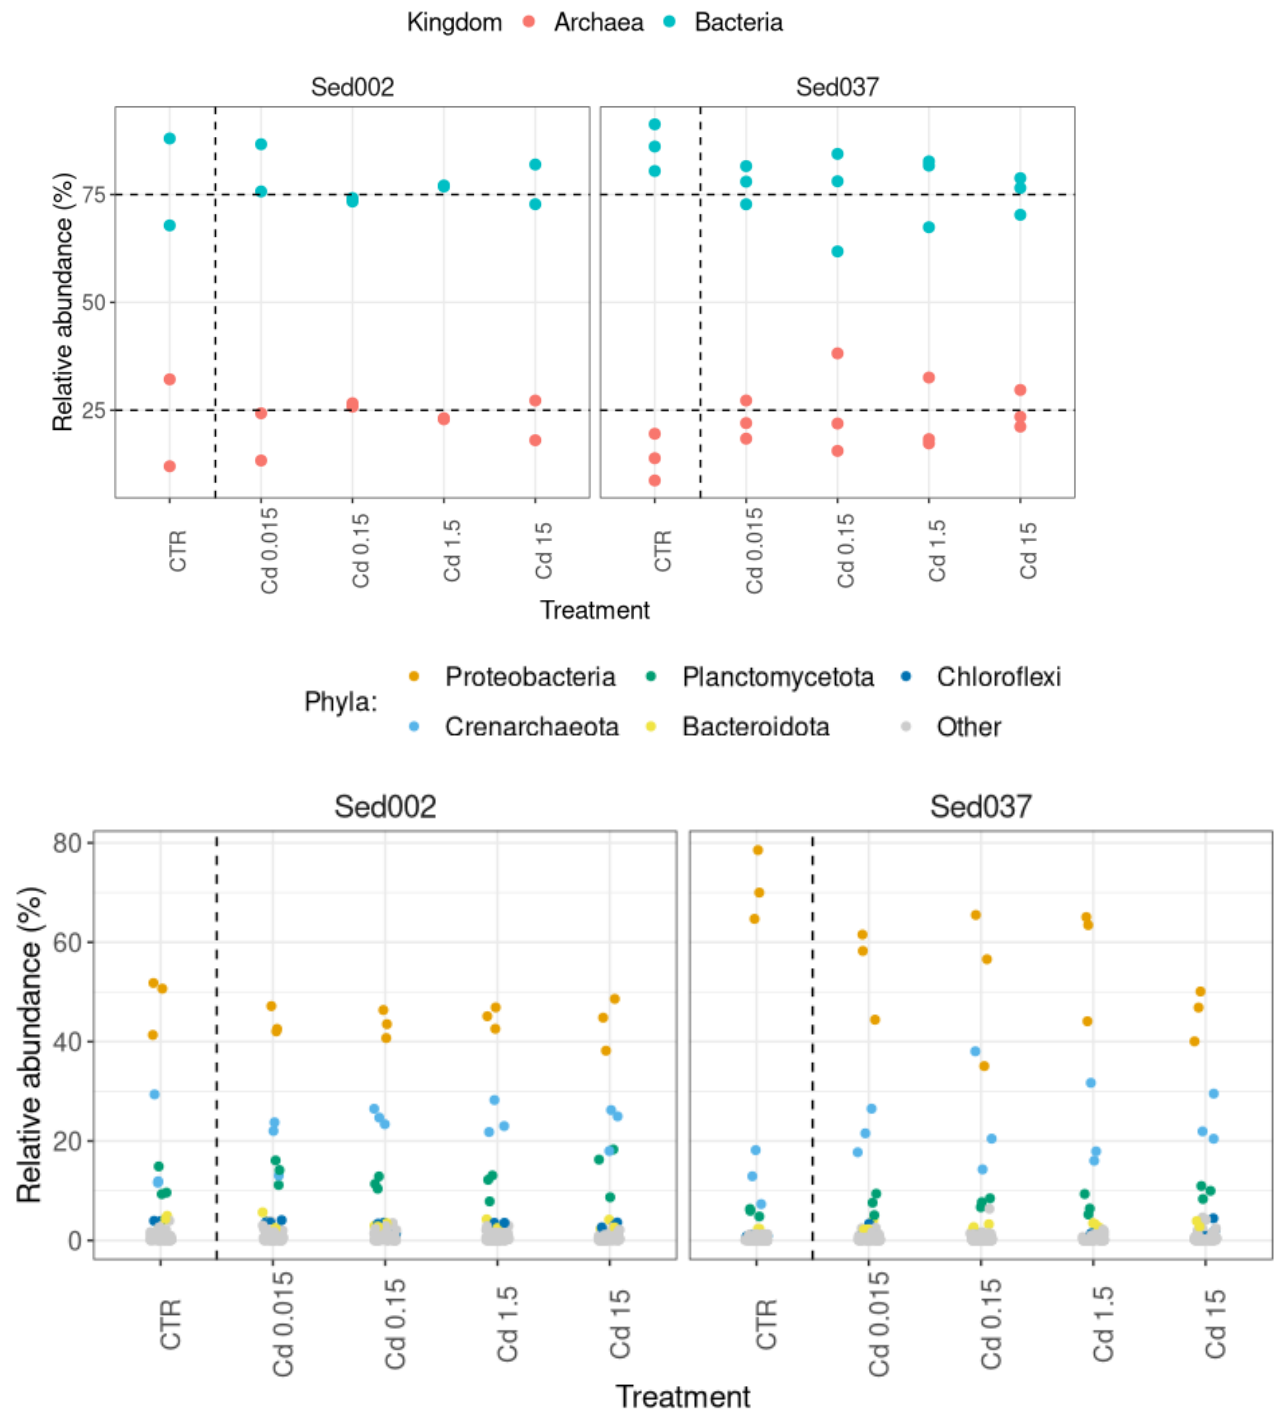 Kingdom Archaea Bacteria
Sed002 Sed037
Relative abundance (%)
75
50
25
CTR Cd 0.015 Cd 0.15 Cd 1.5 Cd 15 CTR Cd 0.015 Cd 0.15 Cd 1.5 Cd 15
Treatment
Phyla:
Proteobacteria Planctomycetota Chloroflexi
Crenarchaeota Bacteroidota Other
Sed002 Sed037
Relative abundance (%)
80
60
40
20
0
CTR Cd 0.015 Cd 0.15 Cd 1.5 Cd 15 CTR Cd 0.015 Cd 0.15 Cd 1.5 Cd 15
Treatment